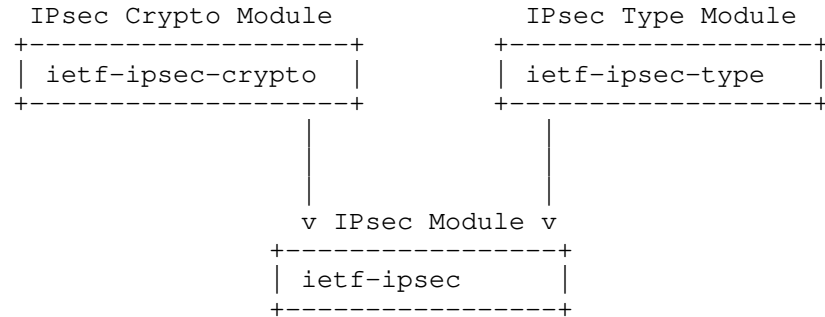 IPsec Crypto Module IPsec Type Module
+--------------------+ +--------------------+
| ietf-ipsec-crypto | | ietf-ipsec-type |
+--------------------+ +--------------------+
| |
| |
| |
v IPsec Module v
+-----------------+
| ietf-ipsec |
+-----------------+